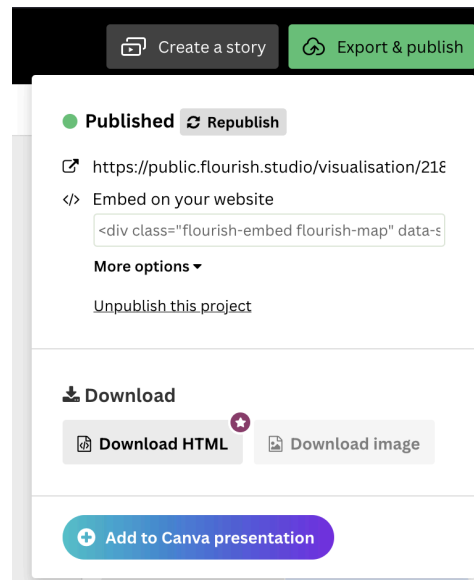 Create a story
Export & publish
Published
Republish
https://public.flourish.studio/visualisation/218
Embed on your website
<div class="flourish-embed flourish-map" data-s
More options
Unpublish this project
Download
Download HTML
Download image
Add to Canva presentation